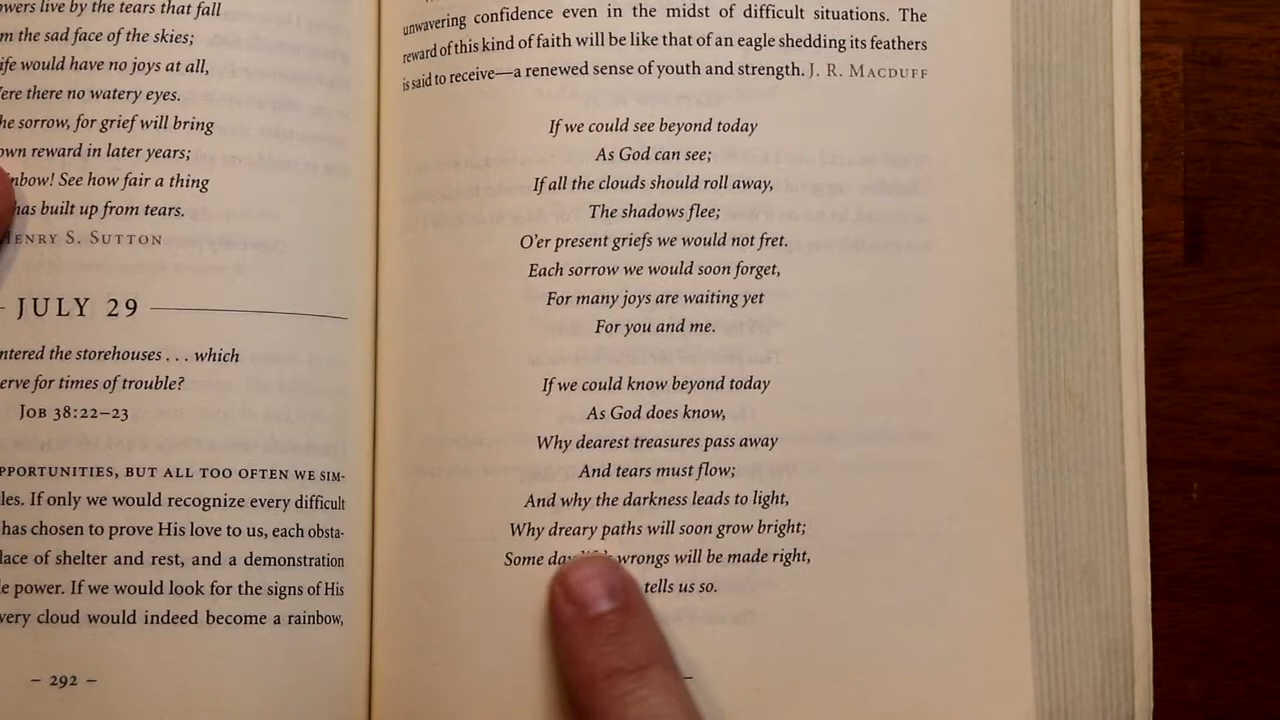 owers live by the tears that fall
m the sad face of the skies;
ife would have no joys at all,
ere there no watery eyes.
he sorrow, for grief will bring
own reward in later years;
nbow! See how fair a thing
has built up from tears.
HENRY S. SUTTON
JULY 29
ntered the storehouses . . . which
erve for times of trouble?
JOB 38:22–23
PPORTUNITIES, BUT ALL TOO OFTEN WE SIM-
les. If only we would recognize every difficult
has chosen to prove His love to us, each obsta-
lace of shelter and rest, and a demonstration
e power. If we would look for the signs of His
very cloud would indeed become a rainbow,
– 292 –
unwavering confidence even in the midst of difficult situations. The
reward of this kind of faith will be like that of an eagle shedding its feathers
is said to receive—a renewed sense of youth and strength. J. R. MACDUFF
If we could see beyond today
As God can see;
If all the clouds should roll away,
The shadows flee;
O'er present griefs we would not fret.
Each sorrow we would soon forget,
For many joys are waiting yet
For you and me.
If we could know beyond today
As God does know,
Why dearest treasures pass away
And tears must flow;
And why the darkness leads to light,
Why dreary paths will soon grow bright;
Some day wrongs will be made right,
tells us so.